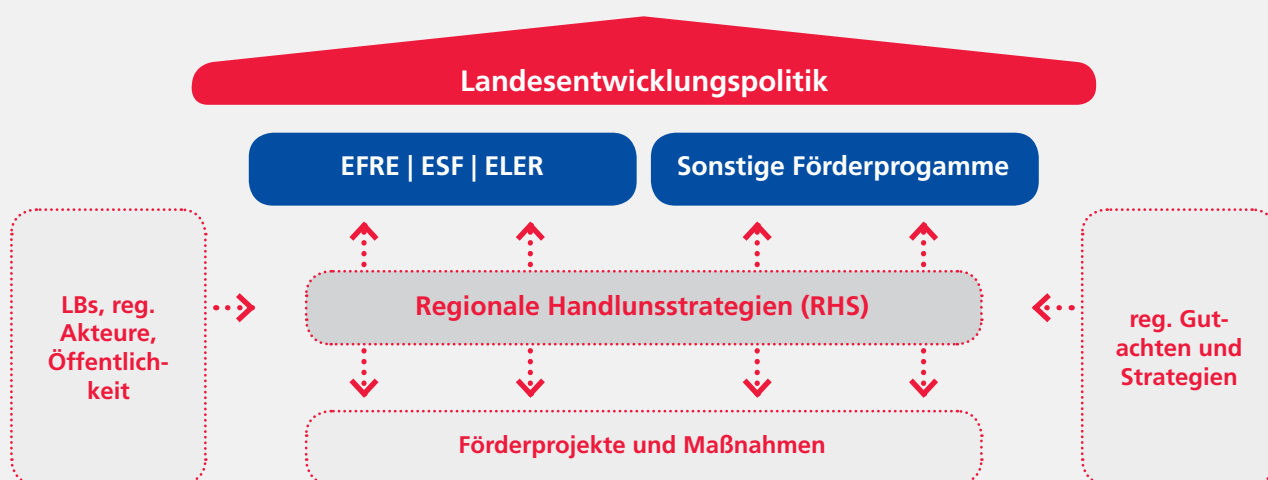 Landesentwicklungspolitik
EFRE | ESF | ELER
Sonstige Förderprogamme
LBs, reg.
Akteure,
Öffentlich-
keit
Regionale Handlunsstrategien (RHS)
reg. Gut-
achten und
Strategien
Förderprojekte und Maßnahmen